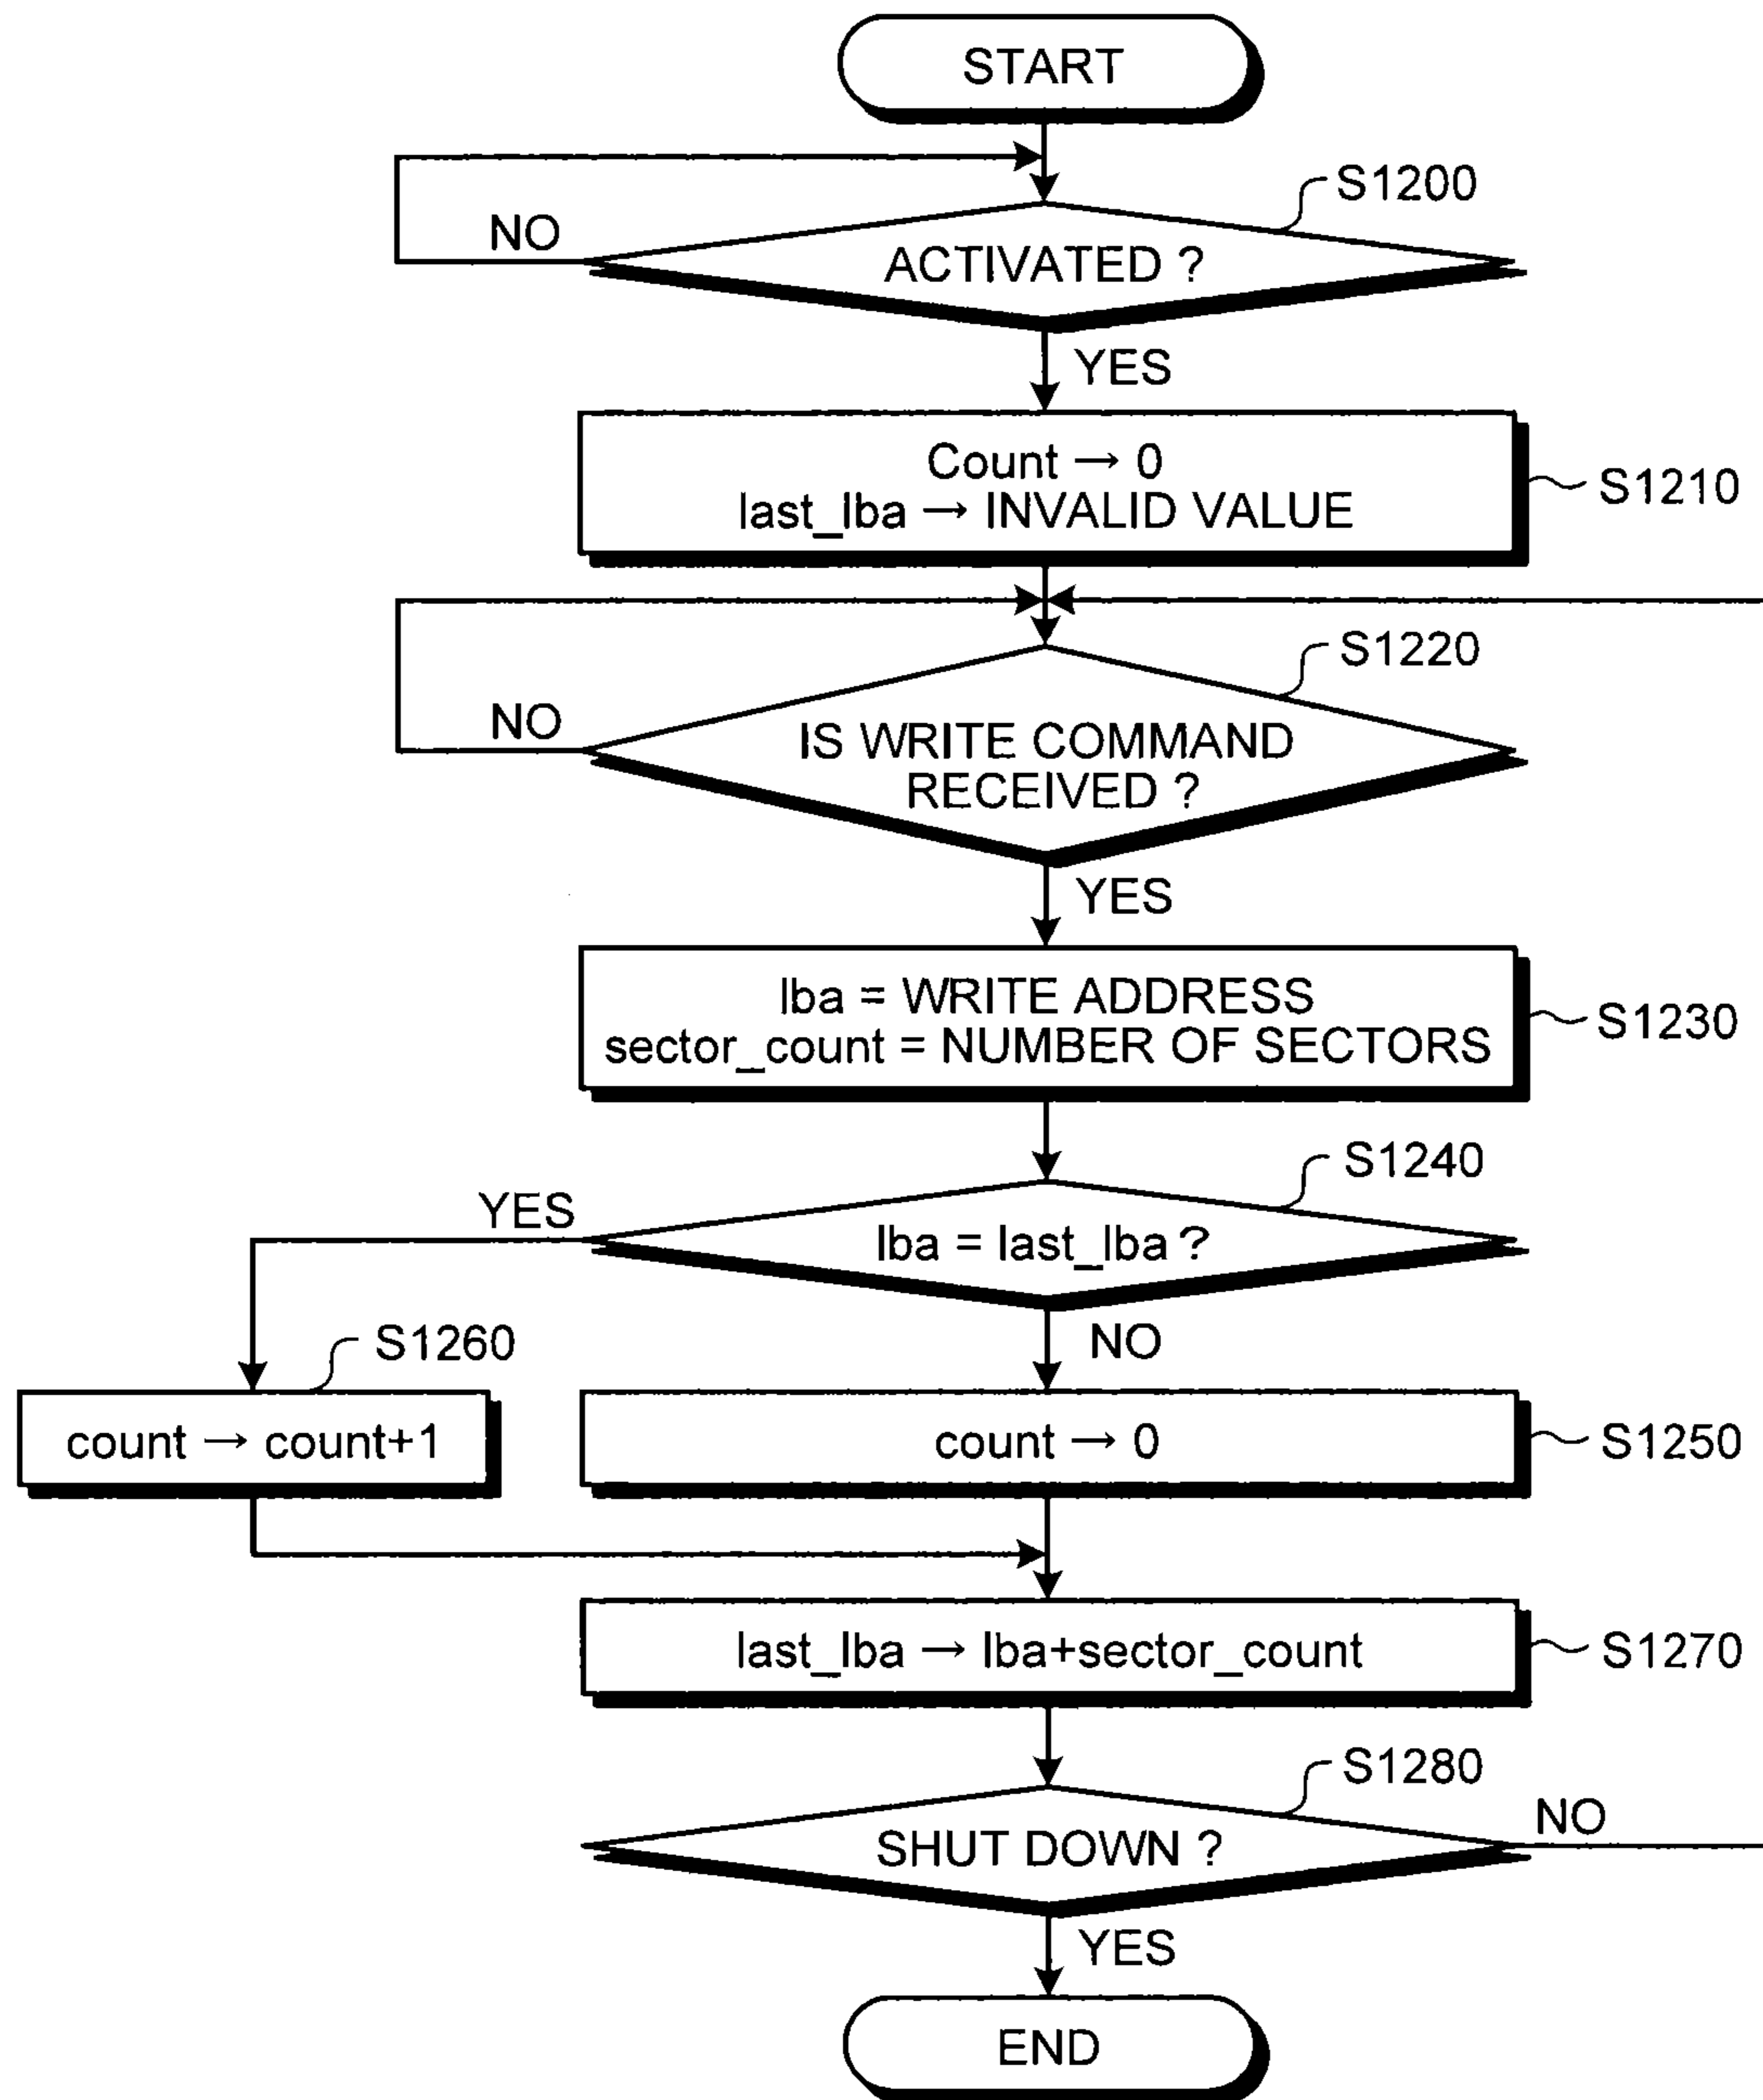 START
S1200
NO
ACTIVATED ?
YES
Count → 0
last_lba → INVALID VALUE
S1210
S1220
NO
IS WRITE COMMAND
RECEIVED ?
YES
lba = WRITE ADDRESS
sector_count = NUMBER OF SECTORS
S1230
S1240
YES
lba = last_lba ?
NO
S1260
count → count+1
count → 0
S1250
last_lba → lba+sector_count
S1270
S1280
SHUT DOWN ?
NO
YES
END